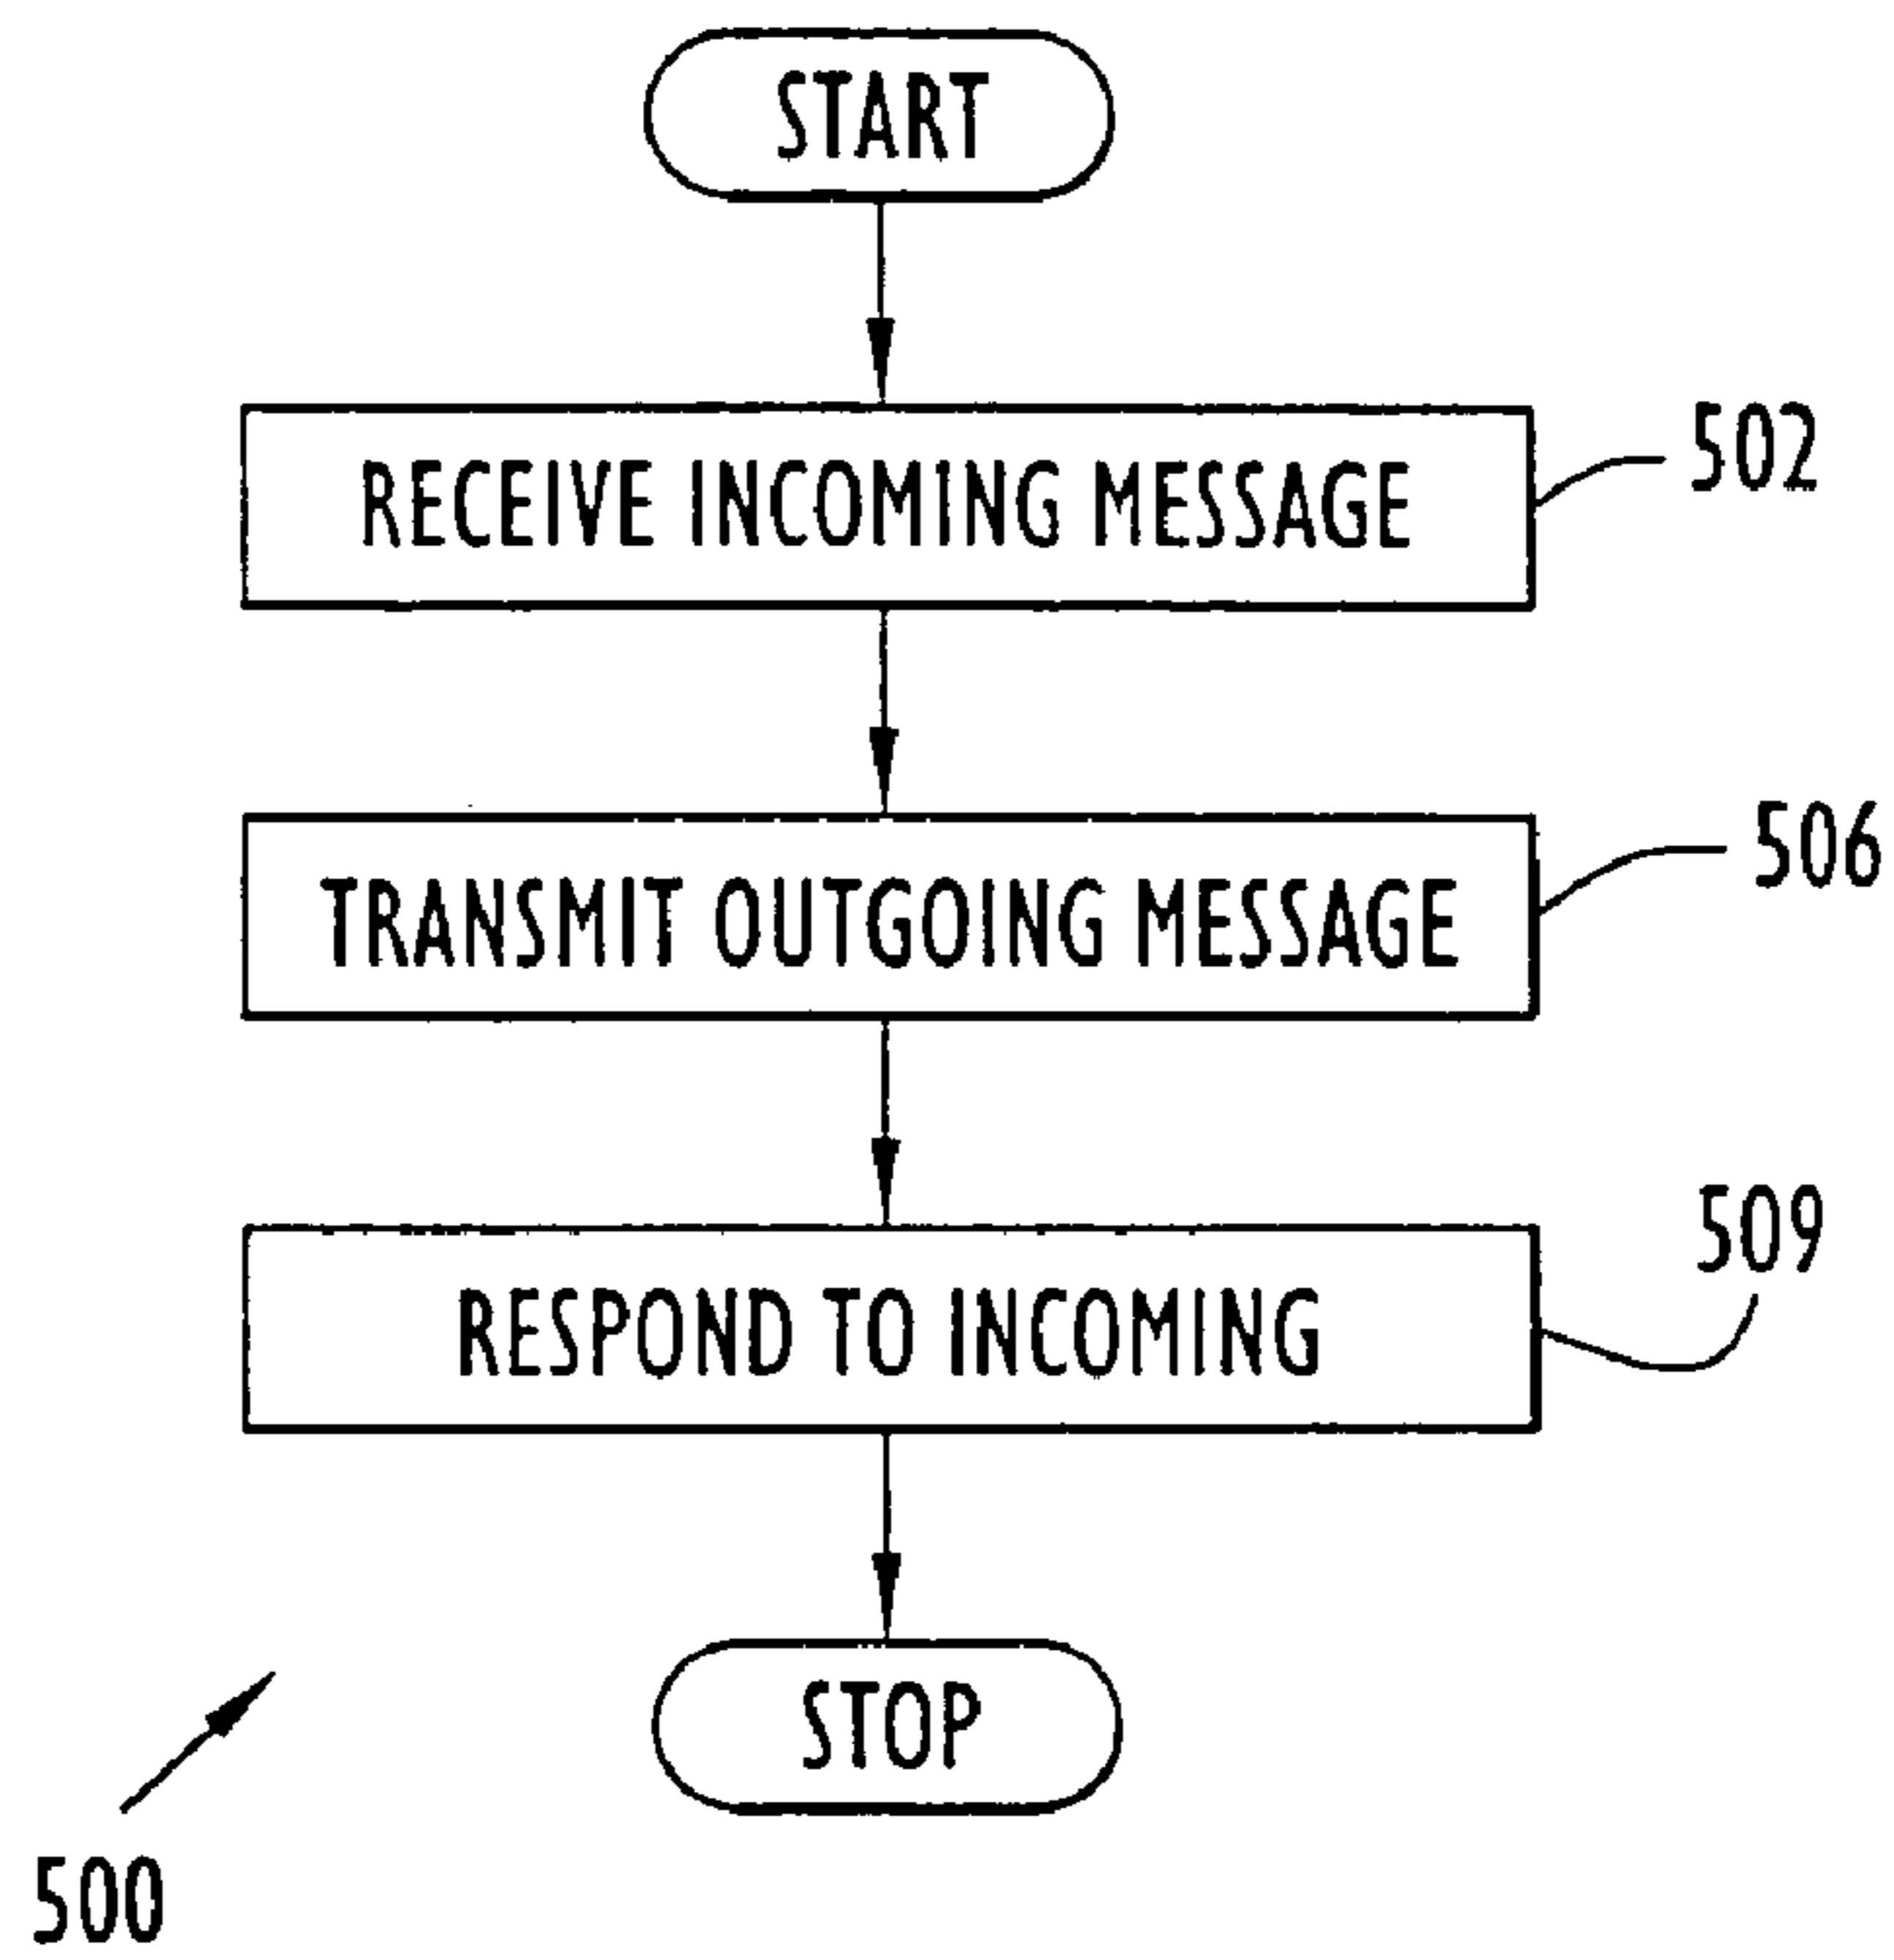 START
RECEIVE INCOMING MESSAGE
502
TRANSMIT OUTGOING MESSAGE
506
RESPOND TO INCOMING
509
STOP
500